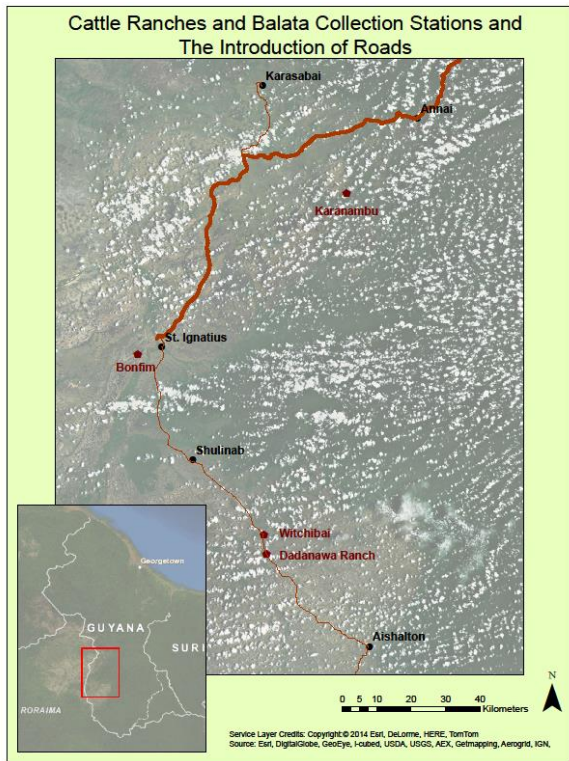 Cattle Ranches and Balata Collection Stations and
The Introduction of Roads
Karasabai
Annai
Karanambu
St. Ignatius
Bonfim
Shulinab
Witchibai
Dadanawa Ranch
Aishalton
Georgetown
GUYANA
SURI
RORAIMA
N
0 5 10 20 30 40
Kilometers
Service Layer Credits: Copyright:© 2014 Esri, DeLorme, HERE, TomTom
Source: Esri, DigitalGlobe, GeoEye, i-cubed, USDA, USGS, AEX, Getmapping, Aerogrid, IGN,